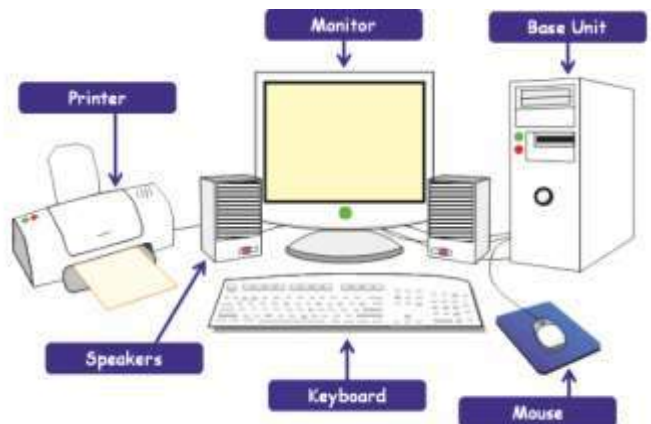 Monitor
Base Unit
Printer
Speakers
Keyboard
Mouse